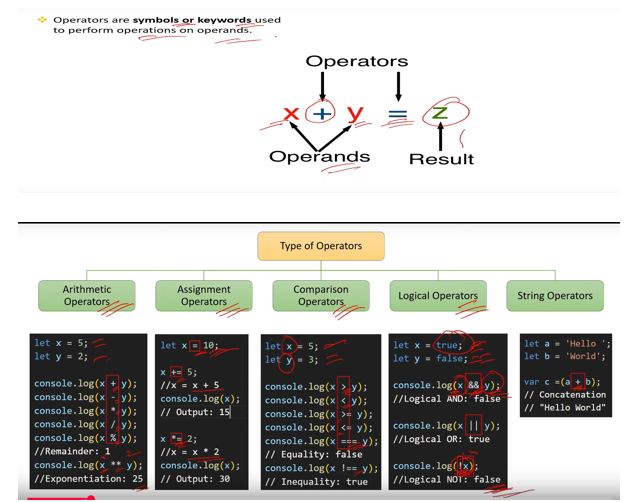 Operators are symbols or keywords used
to perform operations on operands.
Operators
x + y = z
Operands
Result
Type of Operators
Arithmetic
Operators
Assignment
Operators
Comparison
Operators
Logical Operators
String Operators
let x = 5;
let y = 2;
console.log(x + y);
console.log(x - y);
console.log(x * y);
console.log(x / y);
console.log(x % y);
//Remainder: 1
console.log(x ** y);
//Exponentiation: 25
let x = 10;
x += 5;
//x = x + 5
console.log(x);
// Output: 15
x *= 2;
//x = x * 2
console.log(x);
// Output: 30
let x = 5;
let y = 3;
console.log(x > y);
console.log(x < y);
console.log(x >= y);
console.log(x <= y);
console.log(x === y);
// Equality: false
console.log(x !== y);
// Inequality: true
let x = true;
let y = false;
console.log(x && y);
//Logical AND: false
console.log(x || y);
//Logical OR: true
console.log(!x);
//Logical NOT: false
let a = 'Hello ';
let b = 'World';
var c =(a + b);
// Concatenation
// "Hello World"